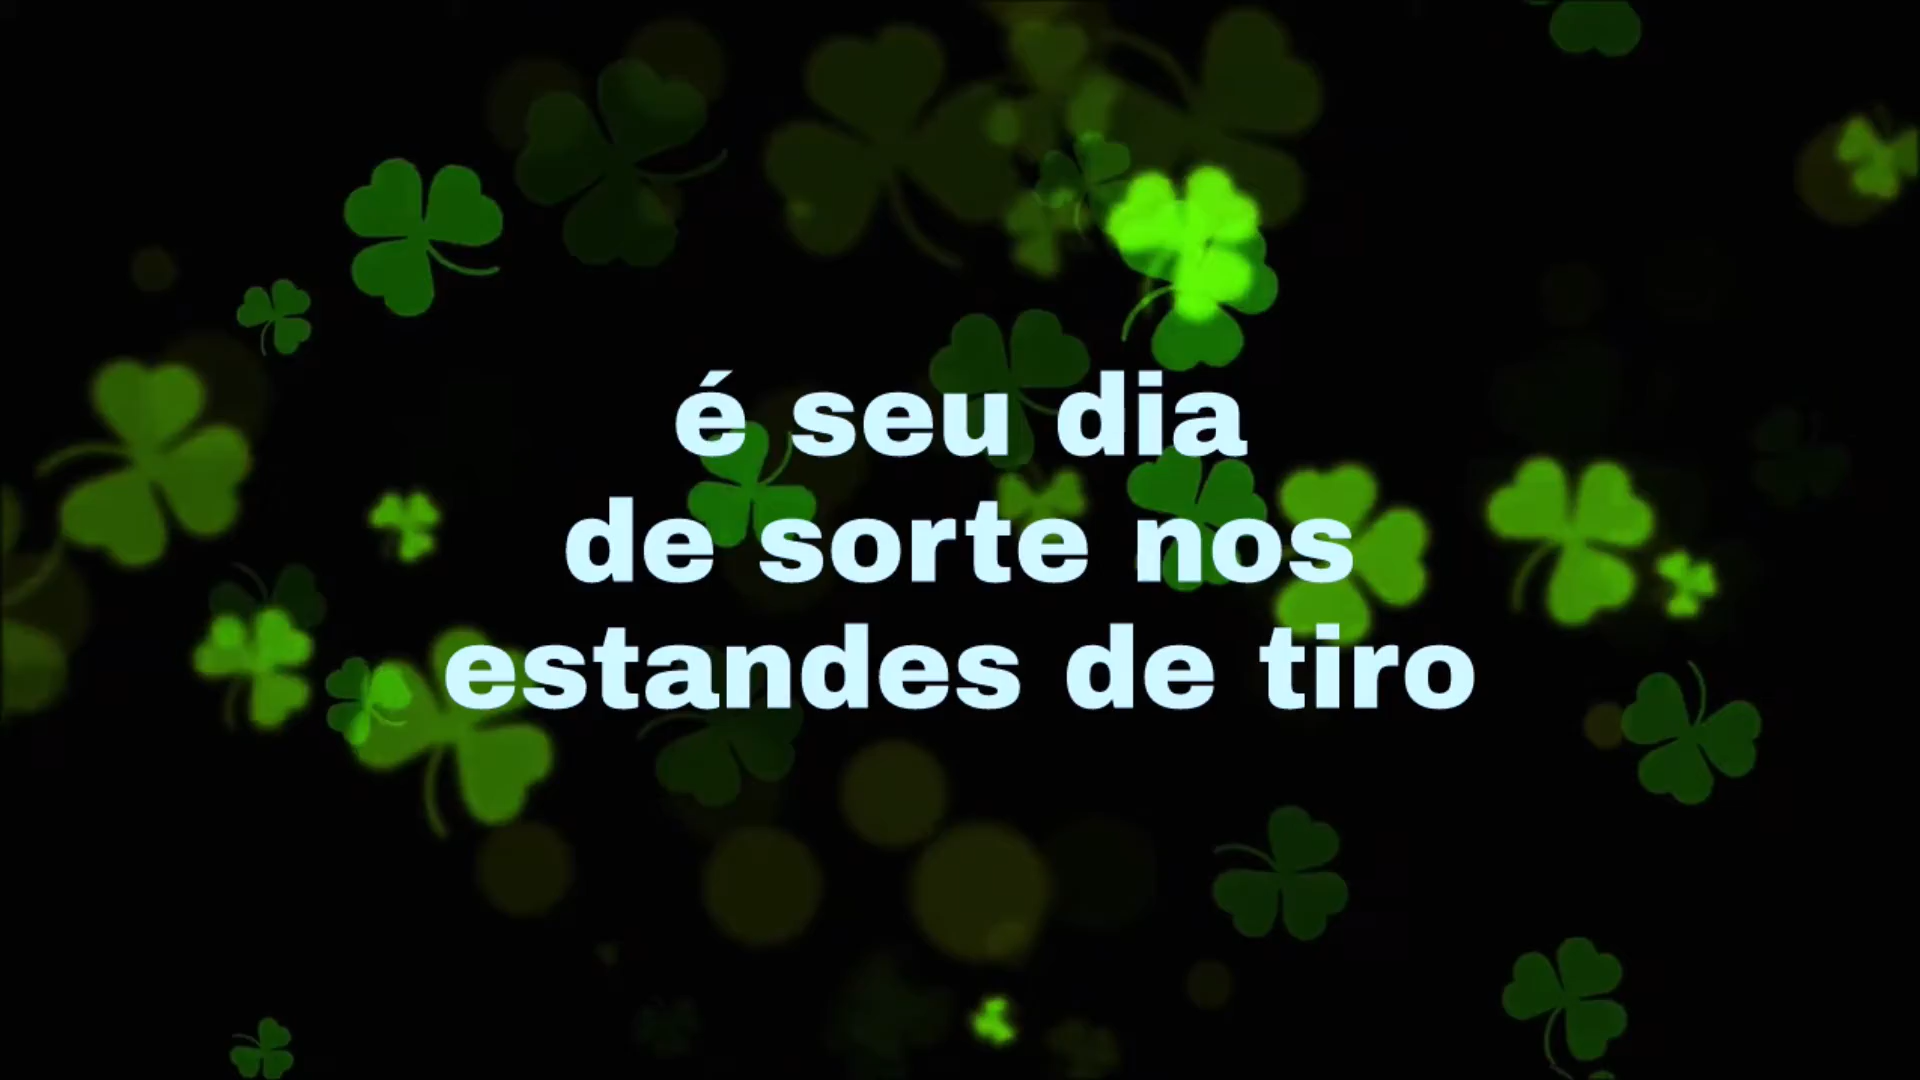 é seu dia
de sorte nos
estandes de tiro